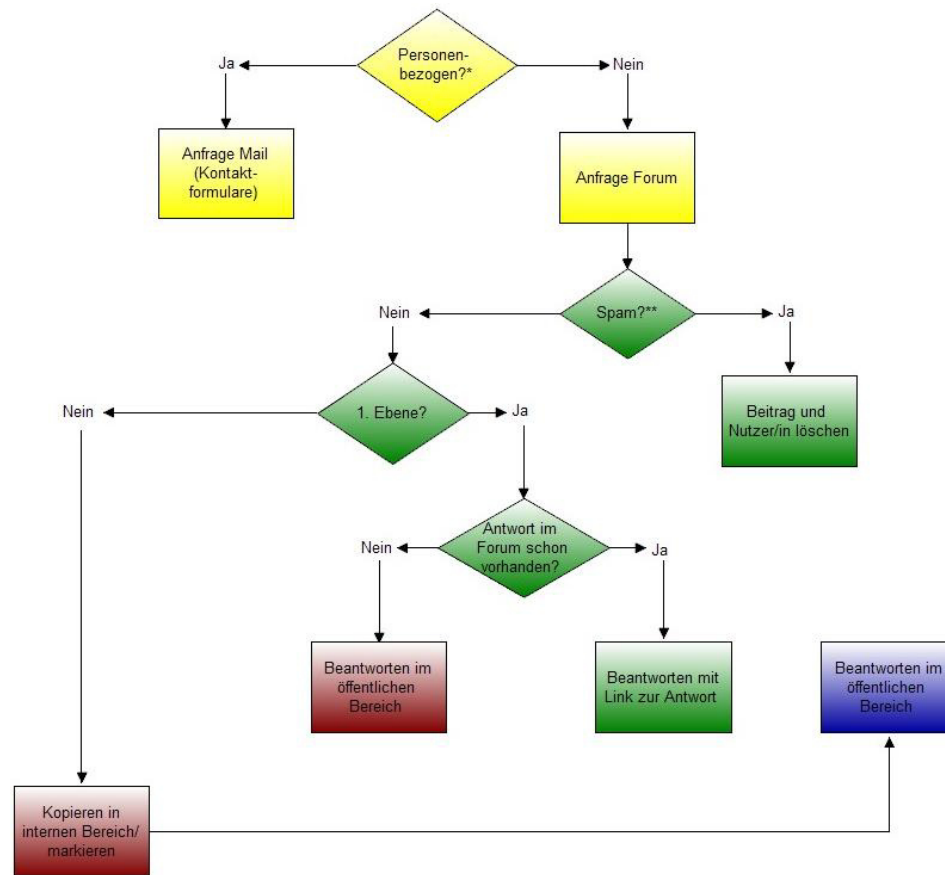 Personen-
bezogen?*
Ja
Nein
Anfrage Mail
(Kontakt-
formulare)
Anfrage Forum
Spam?**
Nein
Ja
1. Ebene?
Nein
Ja
Beitrag und
Nutzer/in löschen
Antwort im
Forum schon
vorhanden?
Nein
Ja
Beantworten im
öffentlichen
Bereich
Beantworten mit
Link zur Antwort
Beantworten im
öffentlichen
Bereich
Kopieren in
internen Bereich/
markieren